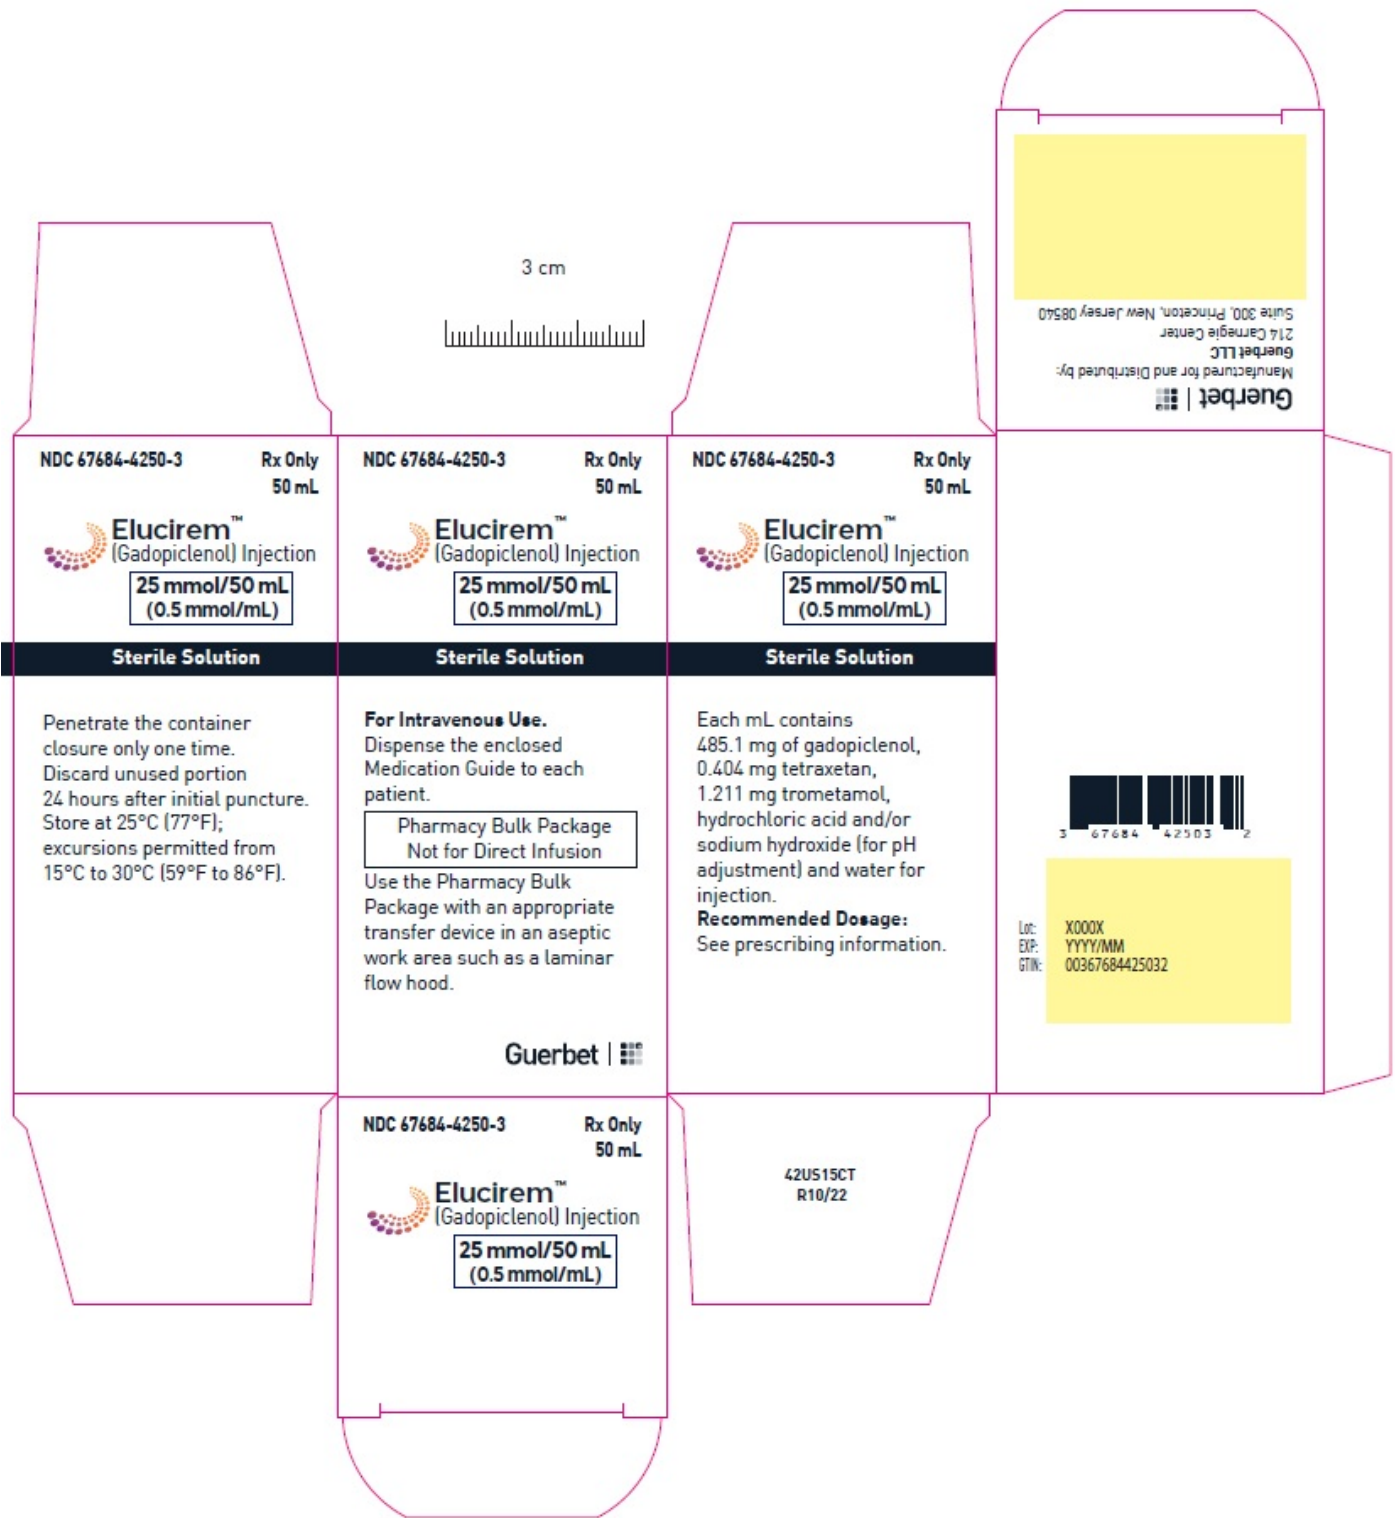 Guerbet
Manufactured for and Distributed by:
Guerbet LLC
214 Carnegie Center
Suite 300, Princeton, New Jersey 08540
3 cm
NDC 67684-4250-3 Rx Only
50 mL
Elucirem™
(Gadopiclenol) Injection
25 mmol/50 mL
(0.5 mmol/mL)
Sterile Solution
Penetrate the container
closure only one time.
Discard unused portion
24 hours after initial puncture.
Store at 25°C (77°F);
excursions permitted from
15°C to 30°C (59°F to 86°F).
NDC 67684-4250-3 Rx Only
50 mL
Elucirem™
(Gadopiclenol) Injection
25 mmol/50 mL
(0.5 mmol/mL)
Sterile Solution
For Intravenous Use.
Dispense the enclosed
Medication Guide to each
patient.
Pharmacy Bulk Package
Not for Direct Infusion
Use the Pharmacy Bulk
Package with an appropriate
transfer device in an aseptic
work area such as a laminar
flow hood.
Guerbet
NDC 67684-4250-3 Rx Only
50 mL
Elucirem™
(Gadopiclenol) Injection
25 mmol/50 mL
(0.5 mmol/mL)
Sterile Solution
Each mL contains
485.1 mg of gadopiclenol,
0.404 mg tetraxetan,
1.211 mg trometamol,
hydrochloric acid and/or
sodium hydroxide (for pH
adjustment) and water for
injection.
Recommended Dosage:
See prescribing information.
3 67684 42503 2
Lot: X000X
EXP: YYYY/MM
GTIN: 00367684425032
NDC 67684-4250-3 Rx Only
50 mL
Elucirem™
(Gadopiclenol) Injection
25 mmol/50 mL
(0.5 mmol/mL)
42US15CT
R10/22